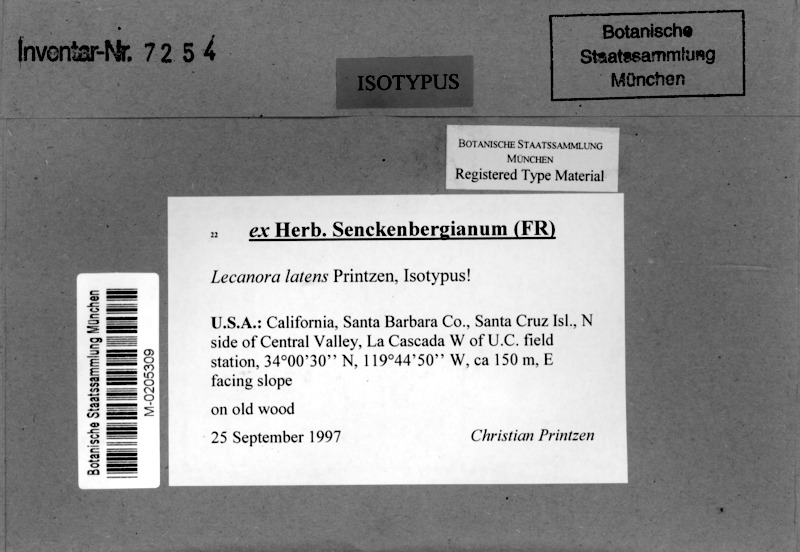 Inventar-Nr. 7254
ISOTYPUS
Botanische
Staatssammlung
München
BOTANISCHE STAATSSAMMLUNG
MÜNCHEN
Registered Type Material
22 ex Herb. Senckenbergianum (FR)
Lecanora latens Printzen, Isotypus!
U.S.A.: California, Santa Barbara Co., Santa Cruz Isl., N
side of Central Valley, La Cascada W of U.C. field
station, 34°00'30'' N, 119°44'50'' W, ca 150 m, E
facing slope
on old wood
25 September 1997 Christian Printzen
Botanische Staatssammlung München
M-0205309